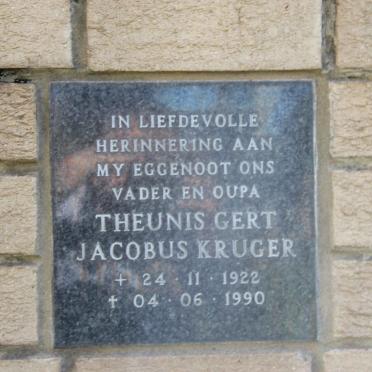 IN LIEFDEVOLLE
HERINNERING AAN
MY EGGENOOT ONS
VADER EN OUPA
THEUNIS GERT
JACOBUS KRUGER
+ 24 · 11 · 1922
✝ 04 · 06 · 1990